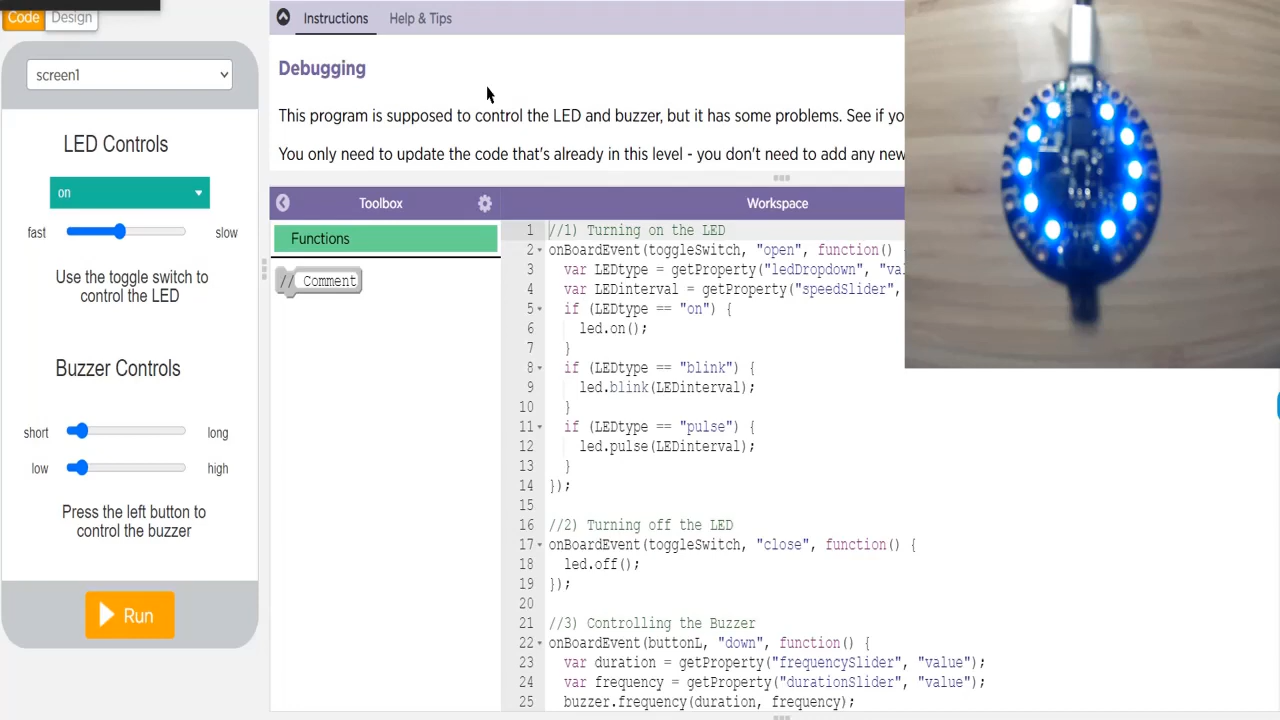 Code Design
Instructions Help & Tips
screen1
LED Controls
on
fast slow
Use the toggle switch to
control the LED
Buzzer Controls
short long
low high
Press the left button to
control the buzzer
Run
Debugging
This program is supposed to control the LED and buzzer, but it has some problems. See if yo
You only need to update the code that's already in this level - you don't need to add any new
Toolbox
Functions
// Comment
Workspace
1 //1) Turning on the LED
2 onBoardEvent(toggleSwitch, "open", function()
3 var LEDtype = getProperty("ledDropdown", "va
4 var LEDinterval = getProperty("speedSlider",
5 if (LEDtype == "on") {
6 led.on();
7 }
8 if (LEDtype == "blink") {
9 led.blink(LEDinterval);
10 }
11 if (LEDtype == "pulse") {
12 led.pulse(LEDinterval);
13 }
14 });
15
16 //2) Turning off the LED
17 onBoardEvent(toggleSwitch, "close", function() {
18 led.off();
19 });
20
21 //3) Controlling the Buzzer
22 onBoardEvent(buttonL, "down", function() {
23 var duration = getProperty("frequencySlider", "value");
24 var frequency = getProperty("durationSlider", "value");
25 buzzer.frequency(duration, frequency);